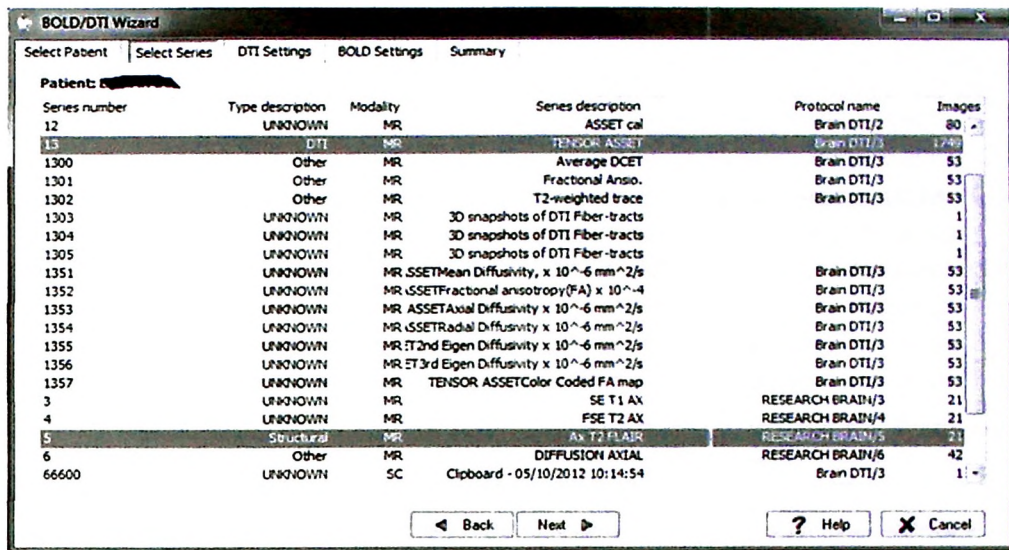 BOLD/DTI Wizard
Select Patient Select Series DTI Settings BOLD Settings Summary
Patient:
Series number Type description Modality Series description Protocol name Images
12 UNKNOWN MR ASSET cal Brain DTI/2 80
13 DTI MR TENSOR ASSET Brain DTI/3 1749
1300 Other MR Average DCET Brain DTI/3 53
1301 Other MR Fractional Ansio. Brain DTI/3 53
1302 Other MR T2-weighted trace Brain DTI/3 53
1303 UNKNOWN MR 3D snapshots of DTI Fiber-tracts 1
1304 UNKNOWN MR 3D snapshots of DTI Fiber-tracts 1
1305 UNKNOWN MR 3D snapshots of DTI Fiber-tracts 1
1351 UNKNOWN MR SSETMean Diffusivity, x 10^-6 mm^2/s Brain DTI/3 53
1352 UNKNOWN MR SSETFractional anisotropy(FA) x 10^-4 Brain DTI/3 53
1353 UNKNOWN MR ASSETAxial Diffusivity x 10^-6 mm^2/s Brain DTI/3 53
1354 UNKNOWN MR SSETRadial Diffusivity x 10^-6 mm^2/s Brain DTI/3 53
1355 UNKNOWN MR ET2nd Eigen Diffusivity x 10^-6 mm^2/s Brain DTI/3 53
1356 UNKNOWN MR ET3rd Eigen Diffusivity x 10^-6 mm^2/s Brain DTI/3 53
1357 UNKNOWN MR TENSOR ASSETColor Coded FA map Brain DTI/3 53
3 UNKNOWN MR SE T1 AX RESEARCH BRAIN/3 21
4 UNKNOWN MR FSE T2 AX RESEARCH BRAIN/4 21
5 Structural MR Ax T2 FLAIR RESEARCH BRAIN/5 21
6 Other MR DIFFUSION AXIAL RESEARCH BRAIN/6 42
66600 UNKNOWN SC Clipboard - 05/10/2012 10:14:54 Brain DTI/3 1
Back Next ? Help X Cancel